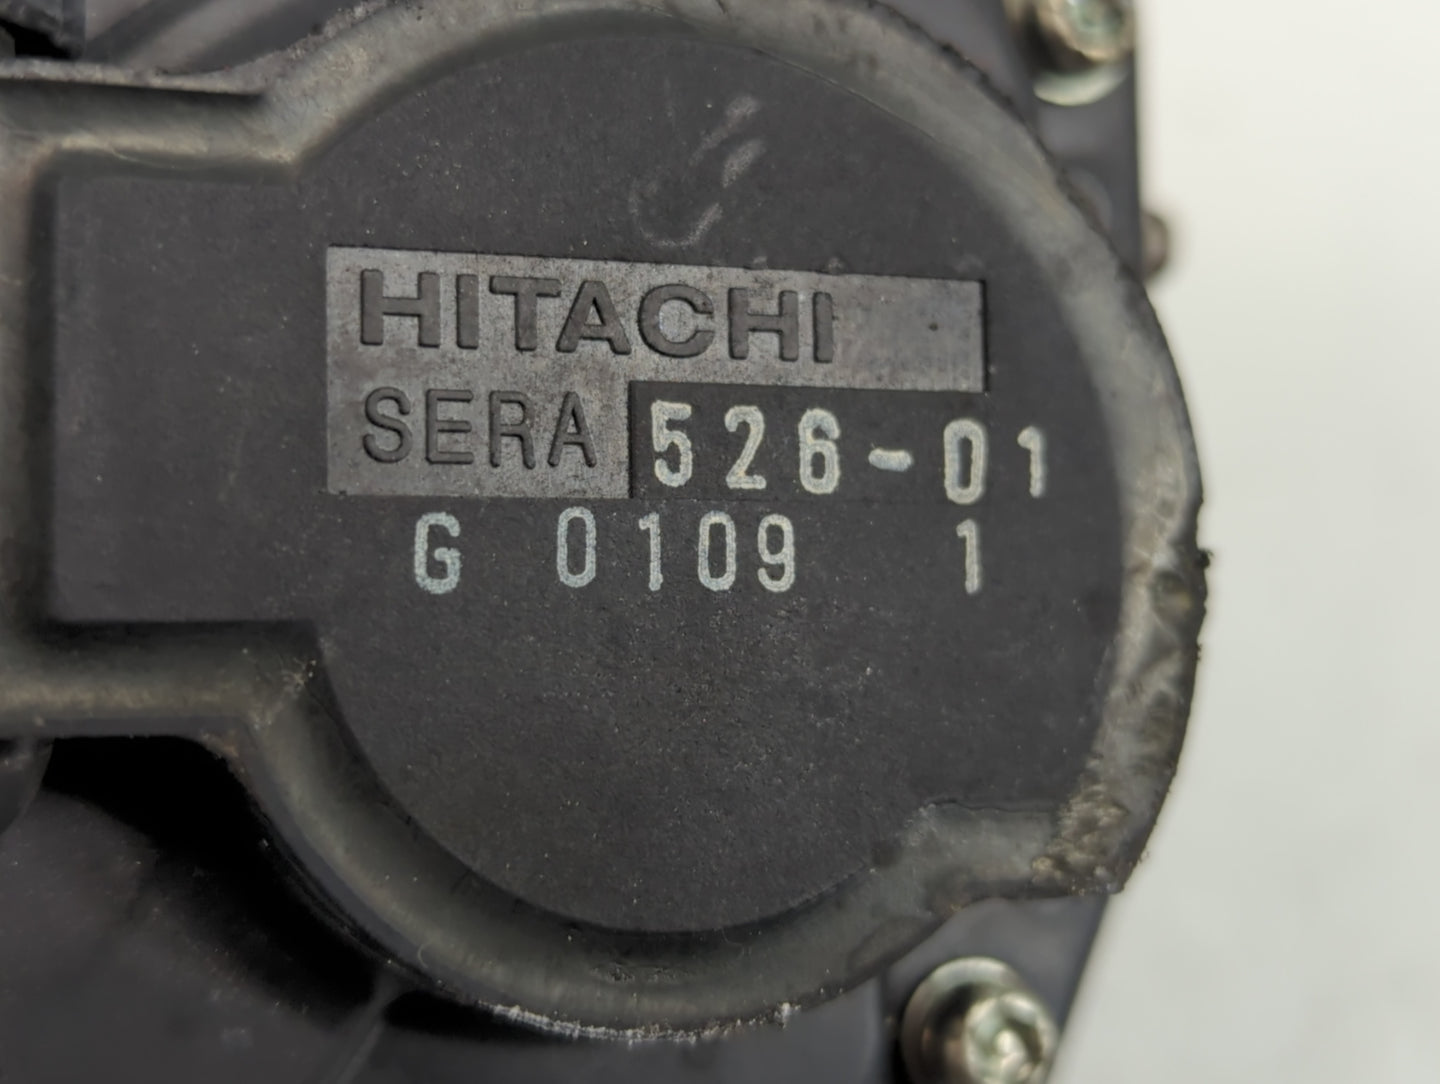 HITACHI
SERA 526-01
G 0109 1